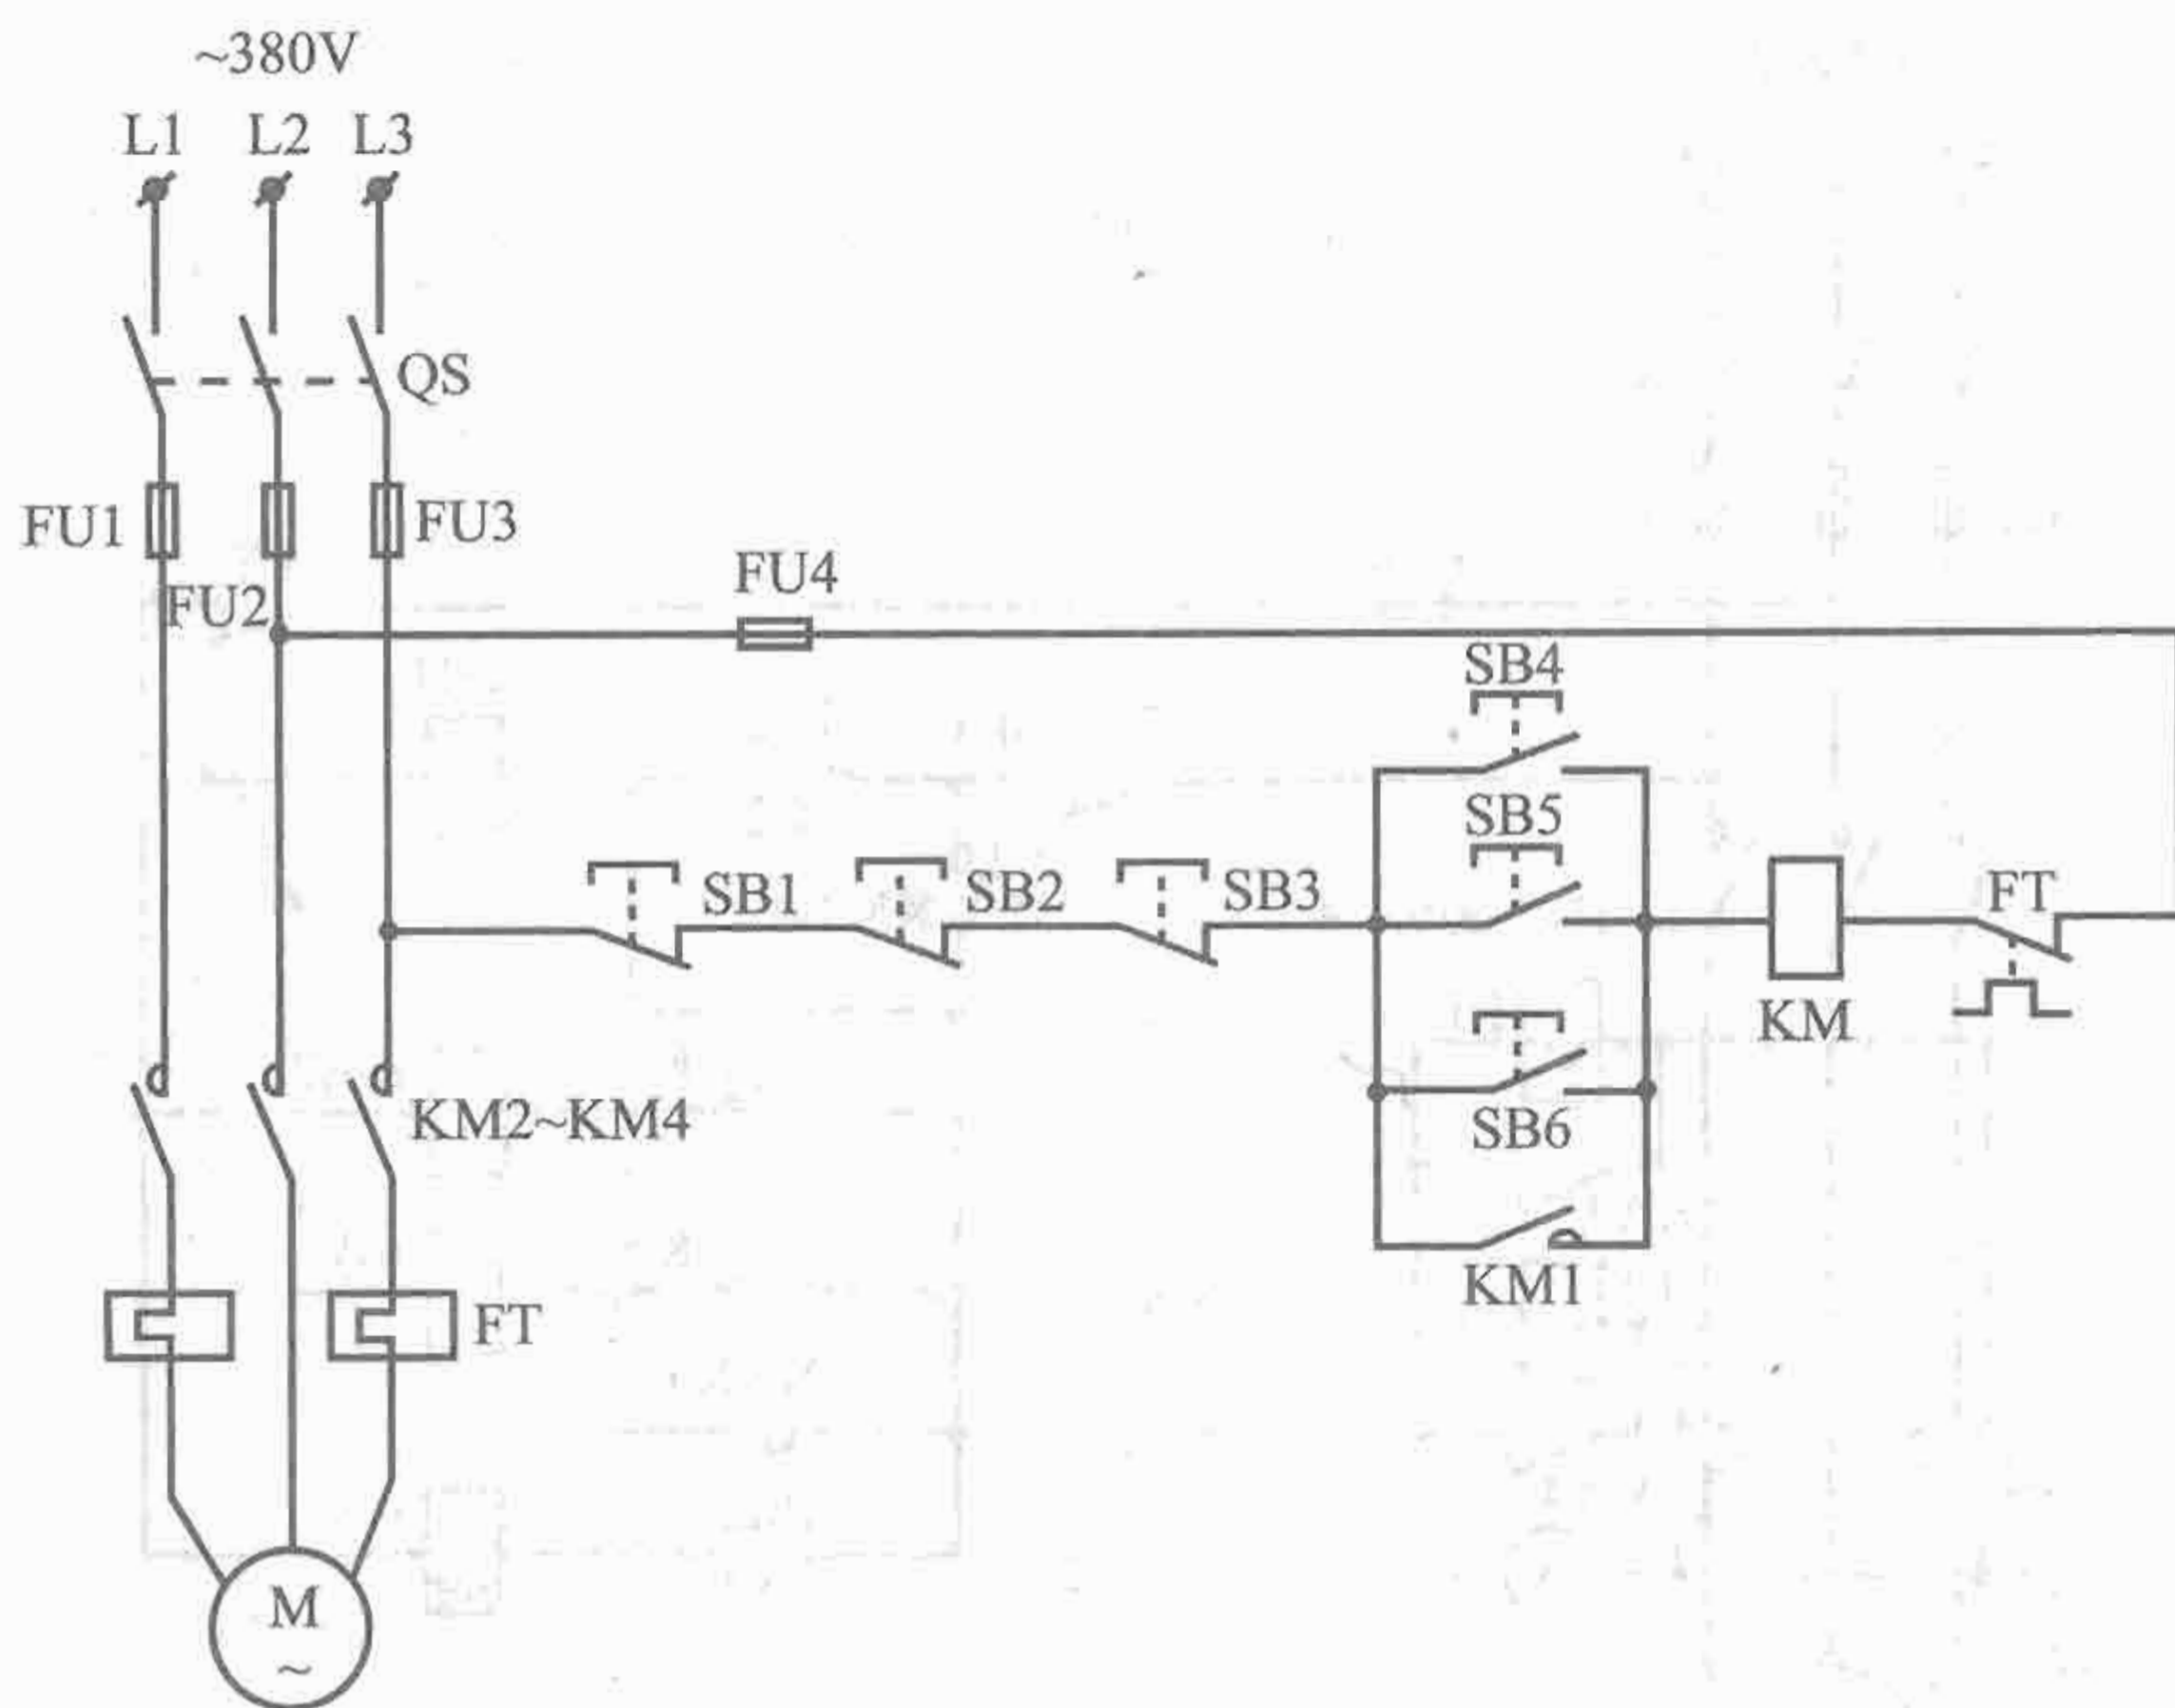 ~380V
L1 L2 L3
QS
FU1
FU3
FU2
FU4
SB4
SB5
SB1
SB2
SB3
FT
KM
KM2~KM4
SB6
KM1
FT
M
~